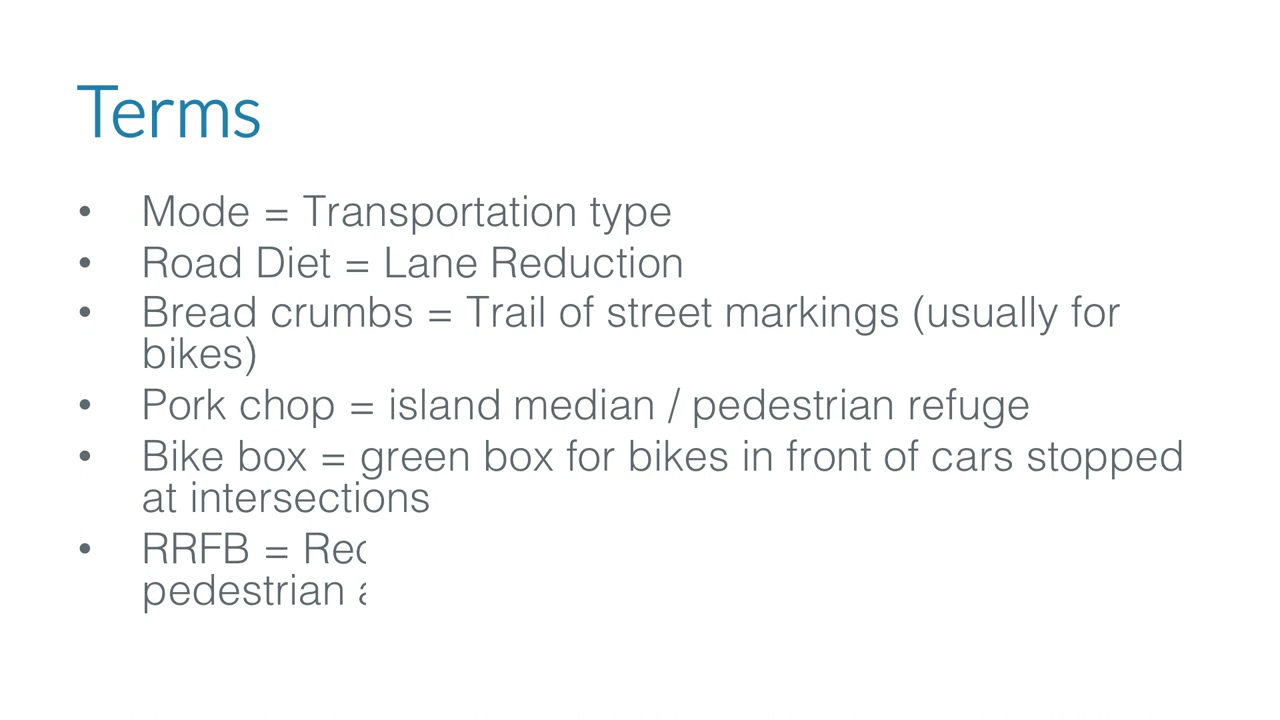 Terms
• Mode = Transportation type
• Road Diet = Lane Reduction
• Bread crumbs = Trail of street markings (usually for
bikes)
• Pork chop = island median / pedestrian refuge
• Bike box = green box for bikes in front of cars stopped
at intersections
• RRFB =
pedestrian